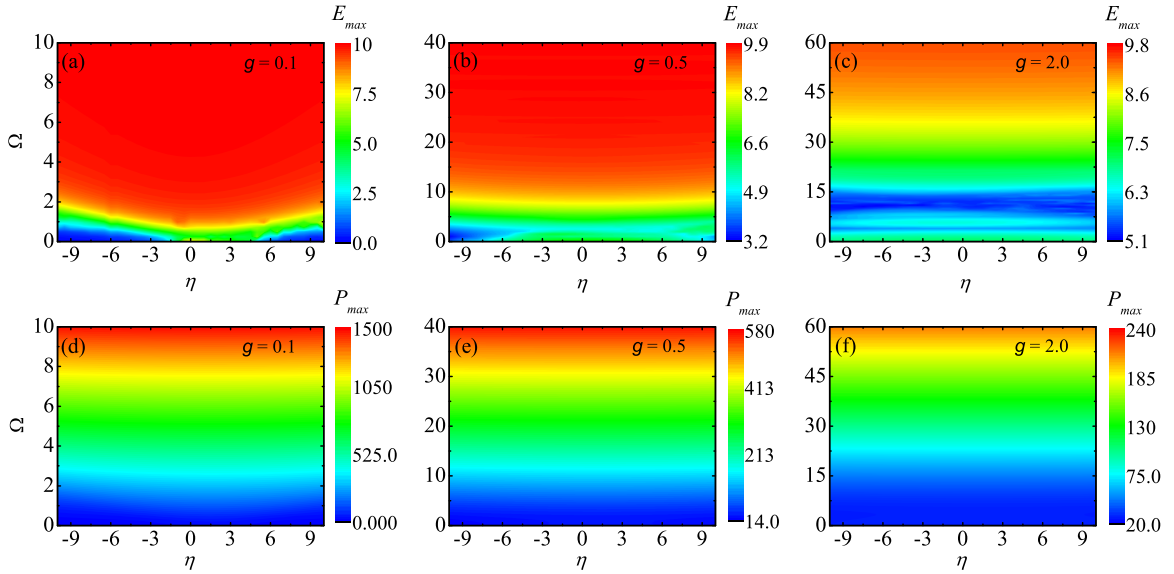 E_max
10
8
6
4
2
0
Ω
(a)
g = 0.1
10
7.5
5.0
2.5
0.0
-9 -6 -3 0 3 6 9
η
E_max
40
30
20
10
0
(b)
g = 0.5
9.9
8.2
6.6
4.9
3.2
-9 -6 -3 0 3 6 9
η
E_max
60
45
30
15
0
(c)
g = 2.0
9.8
8.6
7.5
6.3
5.1
-9 -6 -3 0 3 6 9
η
P_max
10
8
6
4
2
0
Ω
(d)
g = 0.1
1500
1050
525.0
0.000
-9 -6 -3 0 3 6 9
η
P_max
40
30
20
10
0
(e)
g = 0.5
580
413
213
14.0
-9 -6 -3 0 3 6 9
η
P_max
60
45
30
15
0
(f)
g = 2.0
240
185
130
75.0
20.0
-9 -6 -3 0 3 6 9
η